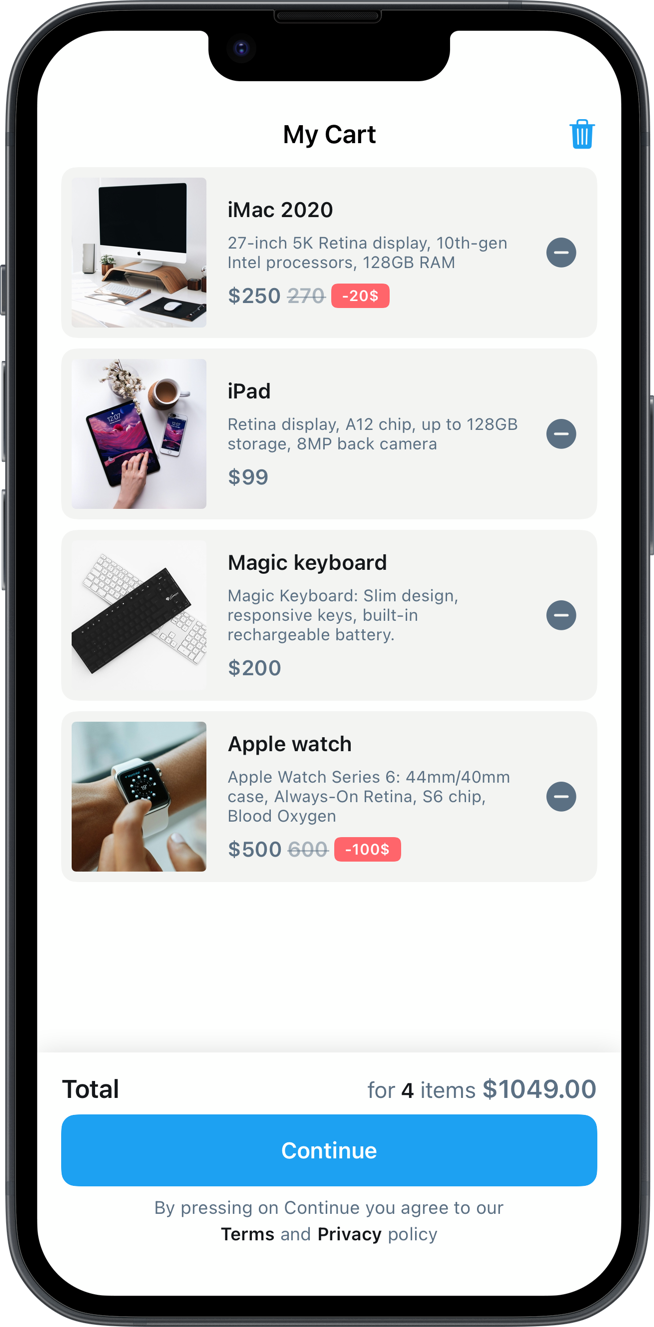 My Cart
iMac 2020
27-inch 5K Retina display, 10th-gen
Intel processors, 128GB RAM
$250 270 -20$
iPad
Retina display, A12 chip, up to 128GB
storage, 8MP back camera
$99
Magic keyboard
Magic Keyboard: Slim design,
responsive keys, built-in
rechargeable battery.
$200
Apple watch
Apple Watch Series 6: 44mm/40mm
case, Always-On Retina, S6 chip,
Blood Oxygen
$500 600 -100$
Total for 4 items $1049.00
Continue
By pressing on Continue you agree to our
Terms and Privacy policy